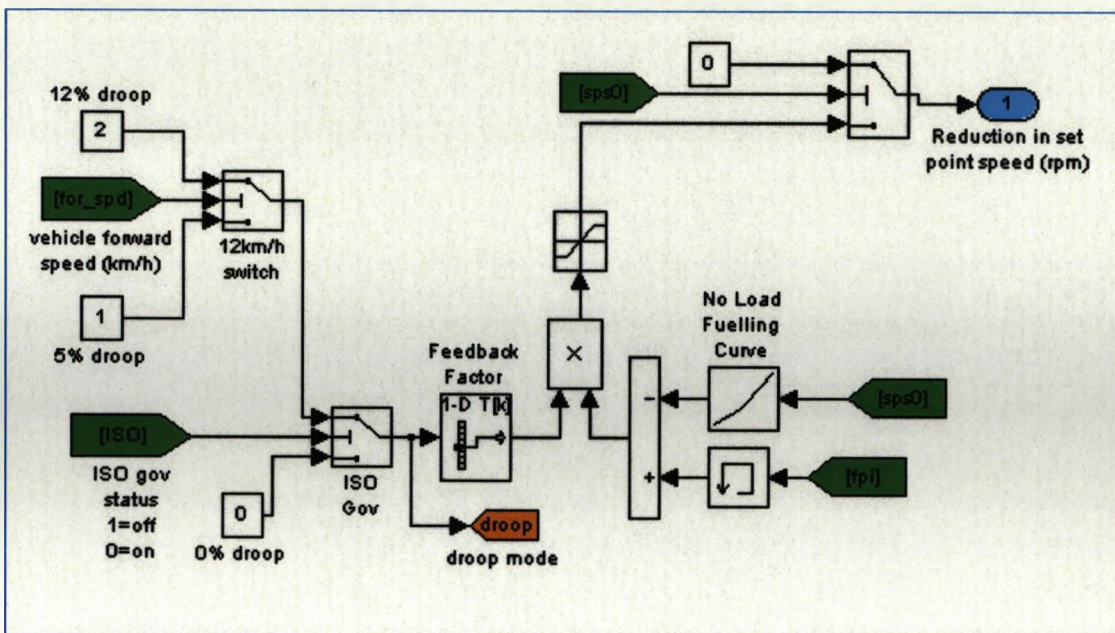 12% droop
2
[for_spd]
vehicle forward
speed (km/h)
12km/h
switch
1
5% droop
[ISO]
ISO gov
status
1=off
0=on
0
0% droop
ISO
Gov
Feedback
Factor
1-D T[k]
droop
droop mode
×
No Load
Fuelling
Curve
-
+
[sps0]
[fpi]
[sps0]
0
1
Reduction in set
point speed (rpm)